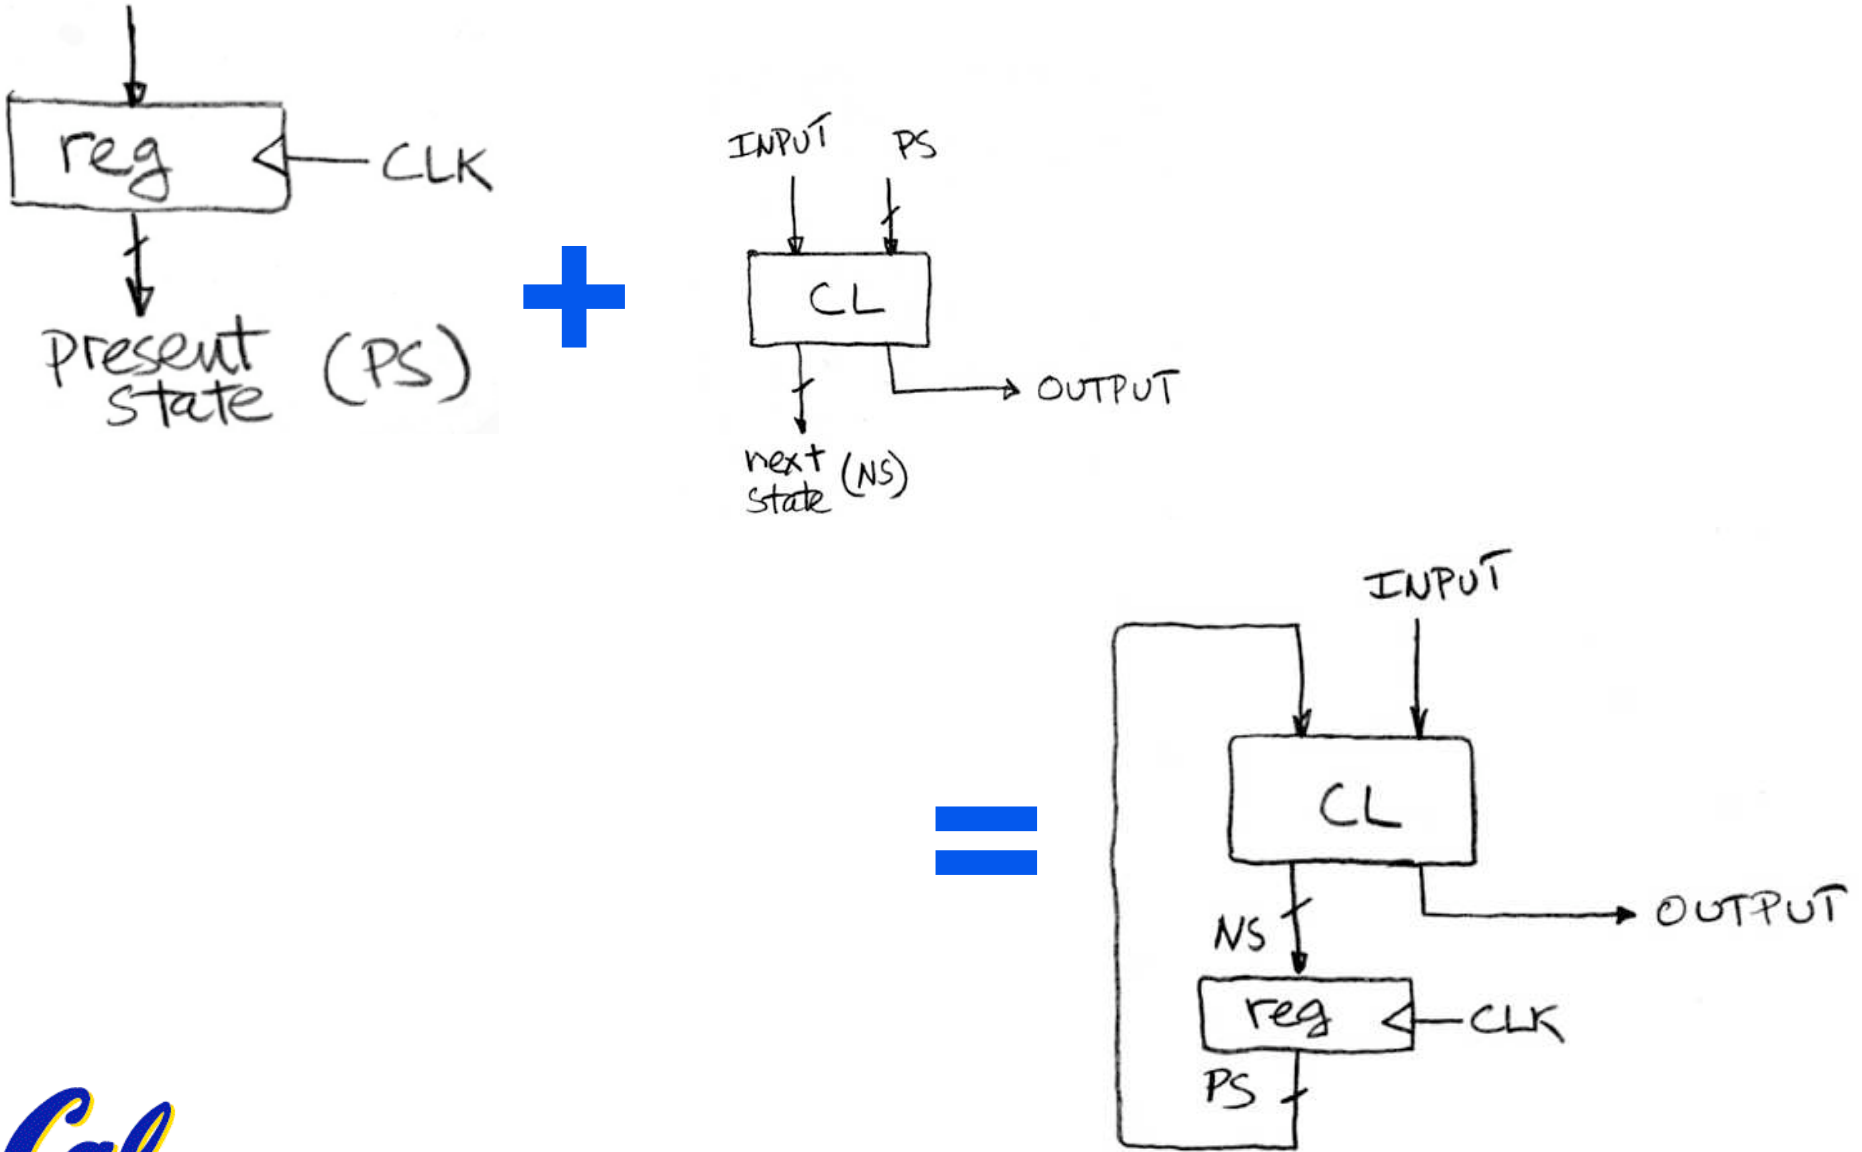 reg
CLK
present
state (PS)
+
INPUT PS
CL
OUTPUT
next
state (NS)
=
INPUT
CL
OUTPUT
NS
reg
CLK
PS
Cal